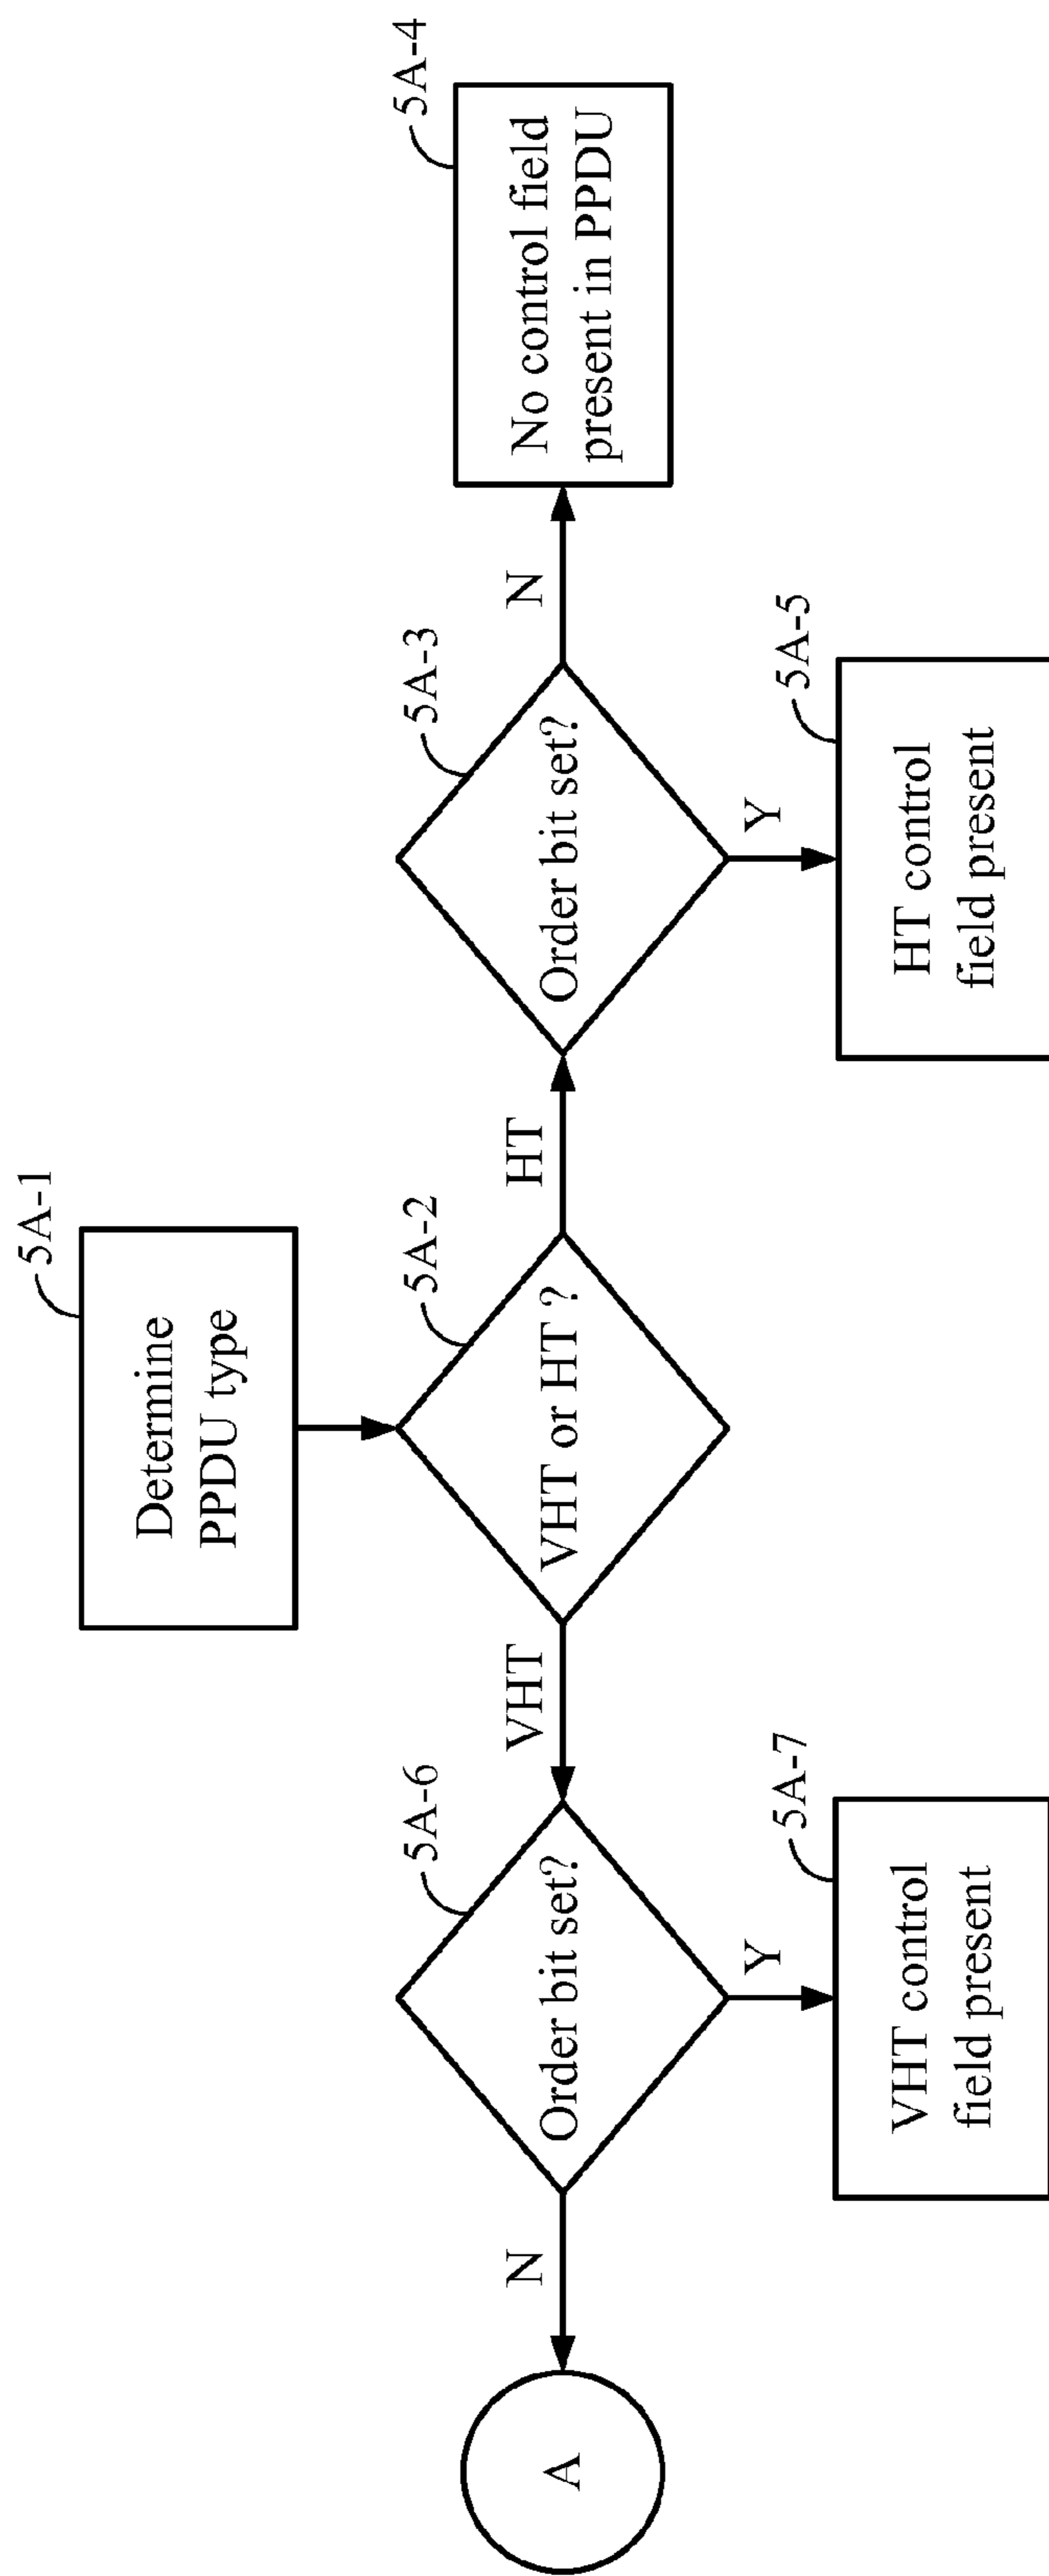 5A-1
Determine
PPDU type
5A-2
VHT or HT ?
VHT
HT
5A-6
Order bit set?
5A-3
Order bit set?
N
A
Y
5A-7
VHT control
field present
N
5A-4
No control field
present in PPDU
Y
5A-5
HT control
field present